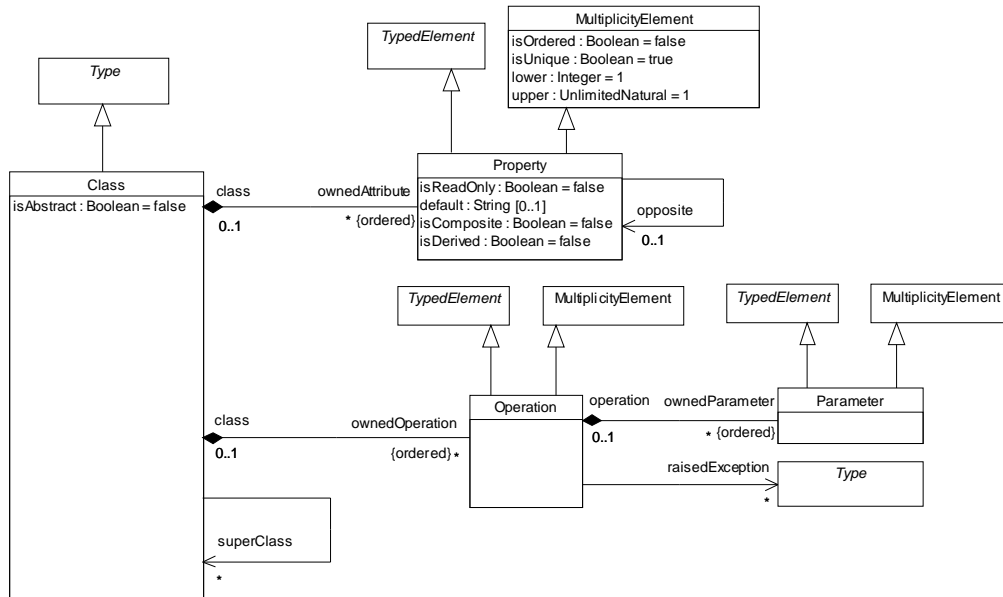 MultiplicityElement
isOrdered : Boolean = false
isUnique : Boolean = true
lower : Integer = 1
upper : UnlimitedNatural = 1
TypedElement
Type
Class
isAbstract : Boolean = false
class
0..1
ownedAttribute
* {ordered}
Property
isReadOnly : Boolean = false
default : String [0..1]
isComposite : Boolean = false
isDerived : Boolean = false
opposite
0..1
TypedElement
MultiplicityElement
TypedElement
MultiplicityElement
class
0..1
ownedOperation
{ordered} *
Operation
operation
0..1
ownedParameter
* {ordered}
Parameter
raisedException
*
Type
superClass
*